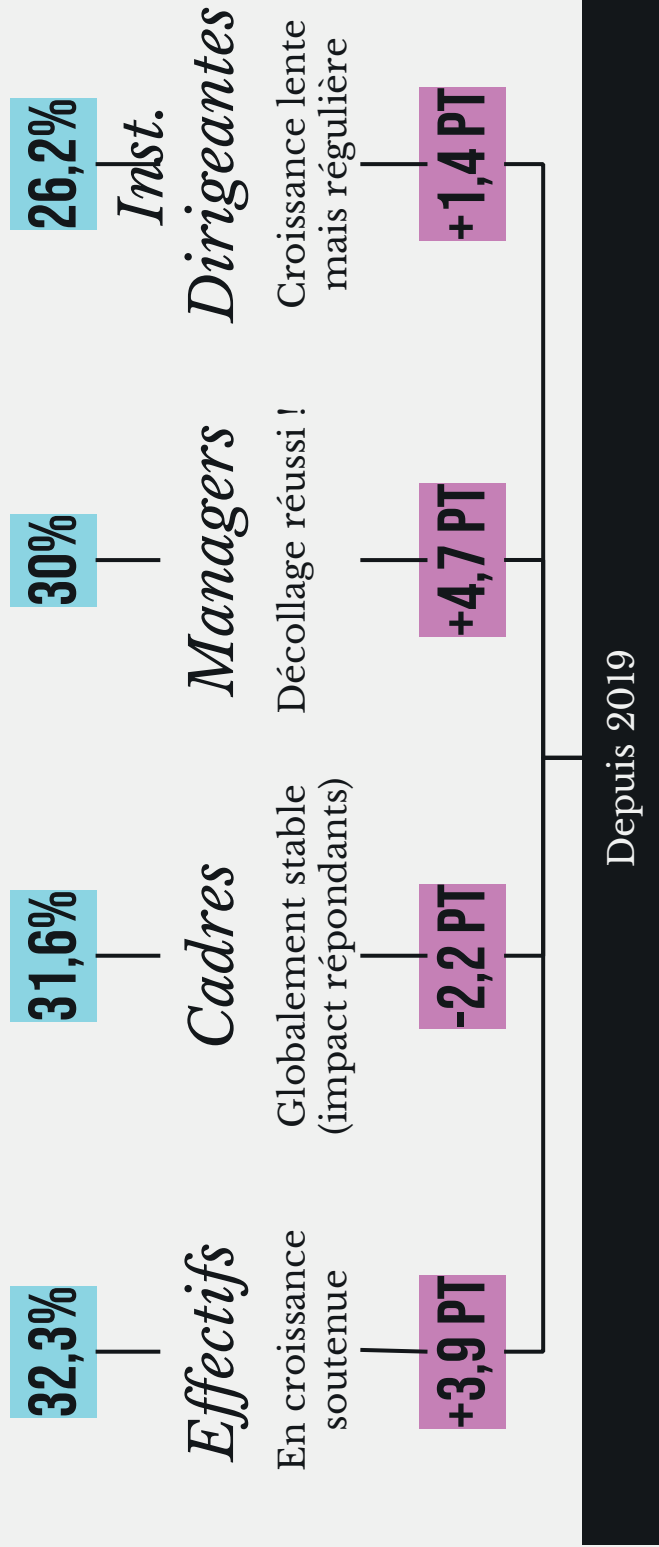 32,3%
Effectifs
En croissance
soutenue
+3,9 PT
31,6%
Cadres
Globalement stable
(impact répondants)
-2,2 PT
30%
Managers
Décollage réussi !
+4,7 PT
26,2%
Inst.
Dirigeantes
Croissance lente
mais régulière
+1,4 PT
Depuis 2019